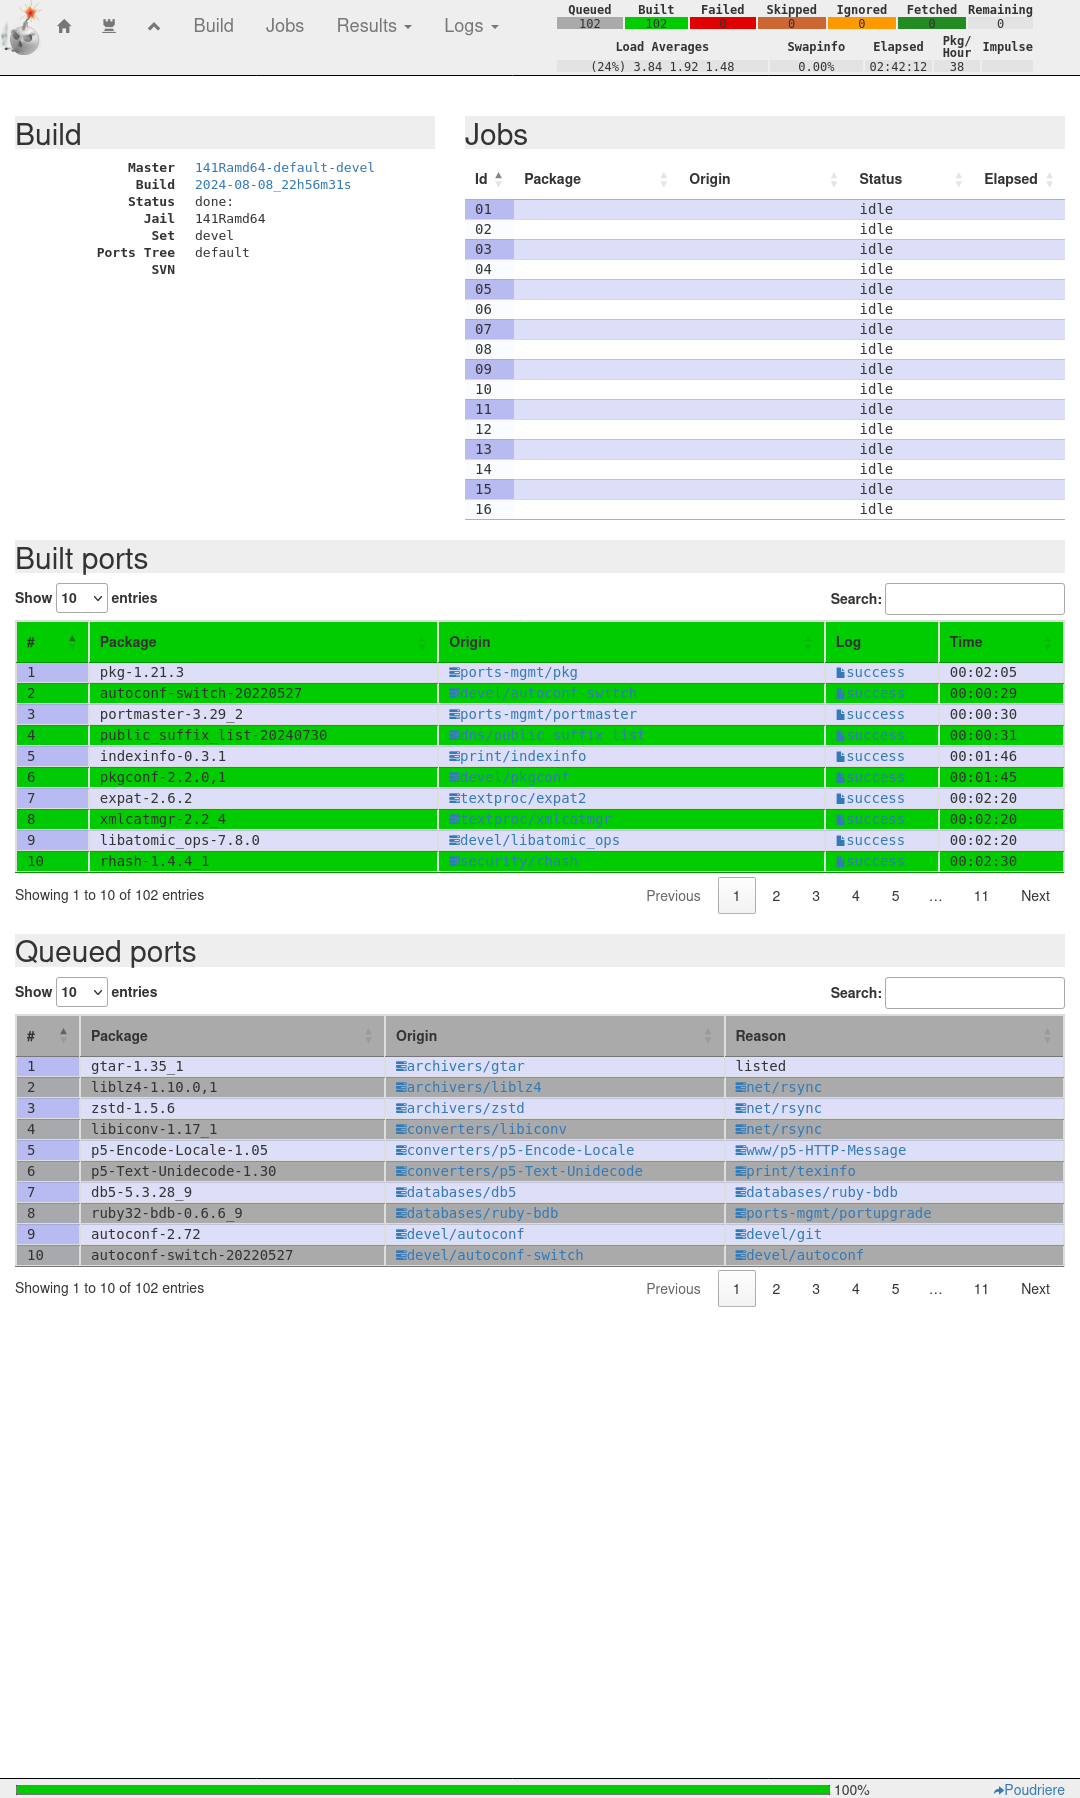 Build Jobs Results Logs
Queued Built Failed Skipped Ignored Fetched Remaining
102 102 0 0 0 0 0
Load Averages Swapinfo Elapsed Pkg/Hour Impulse
(24%) 3.84 1.92 1.48 0.00% 02:42:12 38
Build
Master 141Ramd64-default-devel
Build 2024-08-08_22h56m31s
Status done:
Jail 141Ramd64
Set devel
Ports Tree default
SVN
Jobs
Id Package Origin Status Elapsed
01 idle
02 idle
03 idle
04 idle
05 idle
06 idle
07 idle
08 idle
09 idle
10 idle
11 idle
12 idle
13 idle
14 idle
15 idle
16 idle
Built ports
Show 10 entries Search:
# Package Origin Log Time
1 pkg-1.21.3 ports-mgmt/pkg success 00:02:05
2 autoconf-switch-20220527 devel/autoconf-switch success 00:00:29
3 portmaster-3.29_2 ports-mgmt/portmaster success 00:00:30
4 public_suffix_list-20240730 dns/public_suffix_list success 00:00:31
5 indexinfo-0.3.1 print/indexinfo success 00:01:46
6 pkgconf-2.2.0,1 devel/pkgconf success 00:01:45
7 expat-2.6.2 textproc/expat2 success 00:02:20
8 xmlcatmgr-2.2_4 textproc/xmlcatmgr success 00:02:20
9 libatomic_ops-7.8.0 devel/libatomic_ops success 00:02:20
10 rhash-1.4.4_1 security/rhash success 00:02:30
Showing 1 to 10 of 102 entries Previous 1 2 3 4 5 … 11 Next
Queued ports
Show 10 entries Search:
# Package Origin Reason
1 gtar-1.35_1 archivers/gtar listed
2 liblz4-1.10.0,1 archivers/liblz4 net/rsync
3 zstd-1.5.6 archivers/zstd net/rsync
4 libiconv-1.17_1 converters/libiconv net/rsync
5 p5-Encode-Locale-1.05 converters/p5-Encode-Locale www/p5-HTTP-Message
6 p5-Text-Unidecode-1.30 converters/p5-Text-Unidecode print/texinfo
7 db5-5.3.28_9 databases/db5 databases/ruby-bdb
8 ruby32-bdb-0.6.6_9 databases/ruby-bdb ports-mgmt/portupgrade
9 autoconf-2.72 devel/autoconf devel/git
10 autoconf-switch-20220527 devel/autoconf-switch devel/autoconf
Showing 1 to 10 of 102 entries Previous 1 2 3 4 5 … 11 Next
100% Poudriere